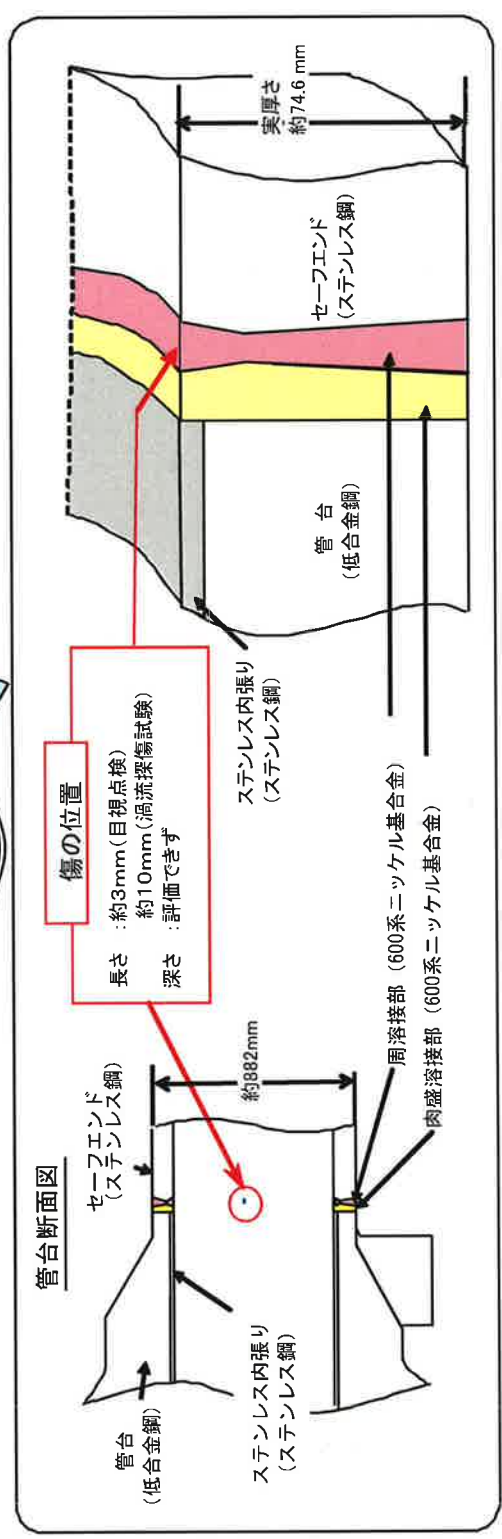 管台断面図
管台
(低合金鋼)
セーフエンド
(ステンレス鋼)
ステンレス内張り
(ステンレス鋼)
約882mm
周溶接部 (600系ニッケル基合金)
肉盛溶接部 (600系ニッケル基合金)
傷の位置
長さ :約3mm(目視点検)
約10mm(渦流探傷試験)
深さ :評価できず
ステンレス内張り
(ステンレス鋼)
管 台
(低合金鋼)
セーフエンド
(ステンレス鋼)
実厚さ
約74.6 mm